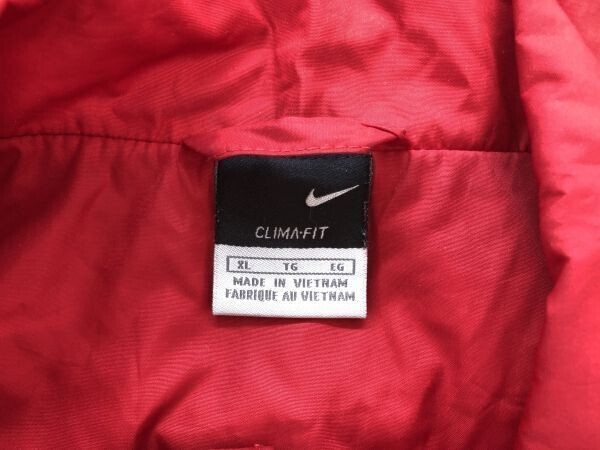 CLIMA-FIT
XL TG EG
MADE IN VIETNAM
FABRIQUE AU VIETNAM